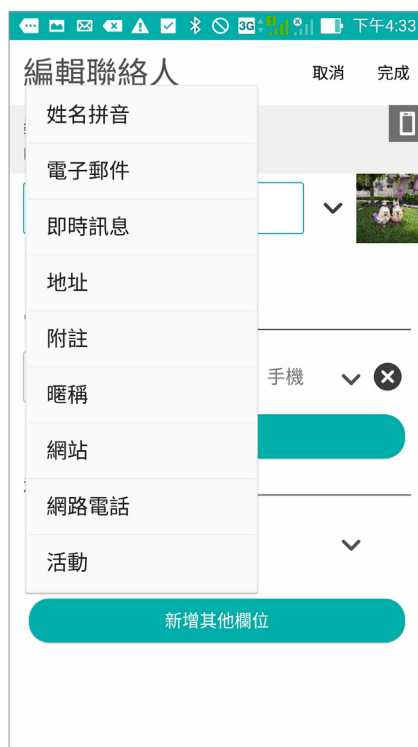 3G 下午4:33
編輯聯絡人 取消 完成
姓名拼音
電子郵件
即時訊息
地址
附註
暱稱
網站
網路電話
活動
手機
新增其他欄位